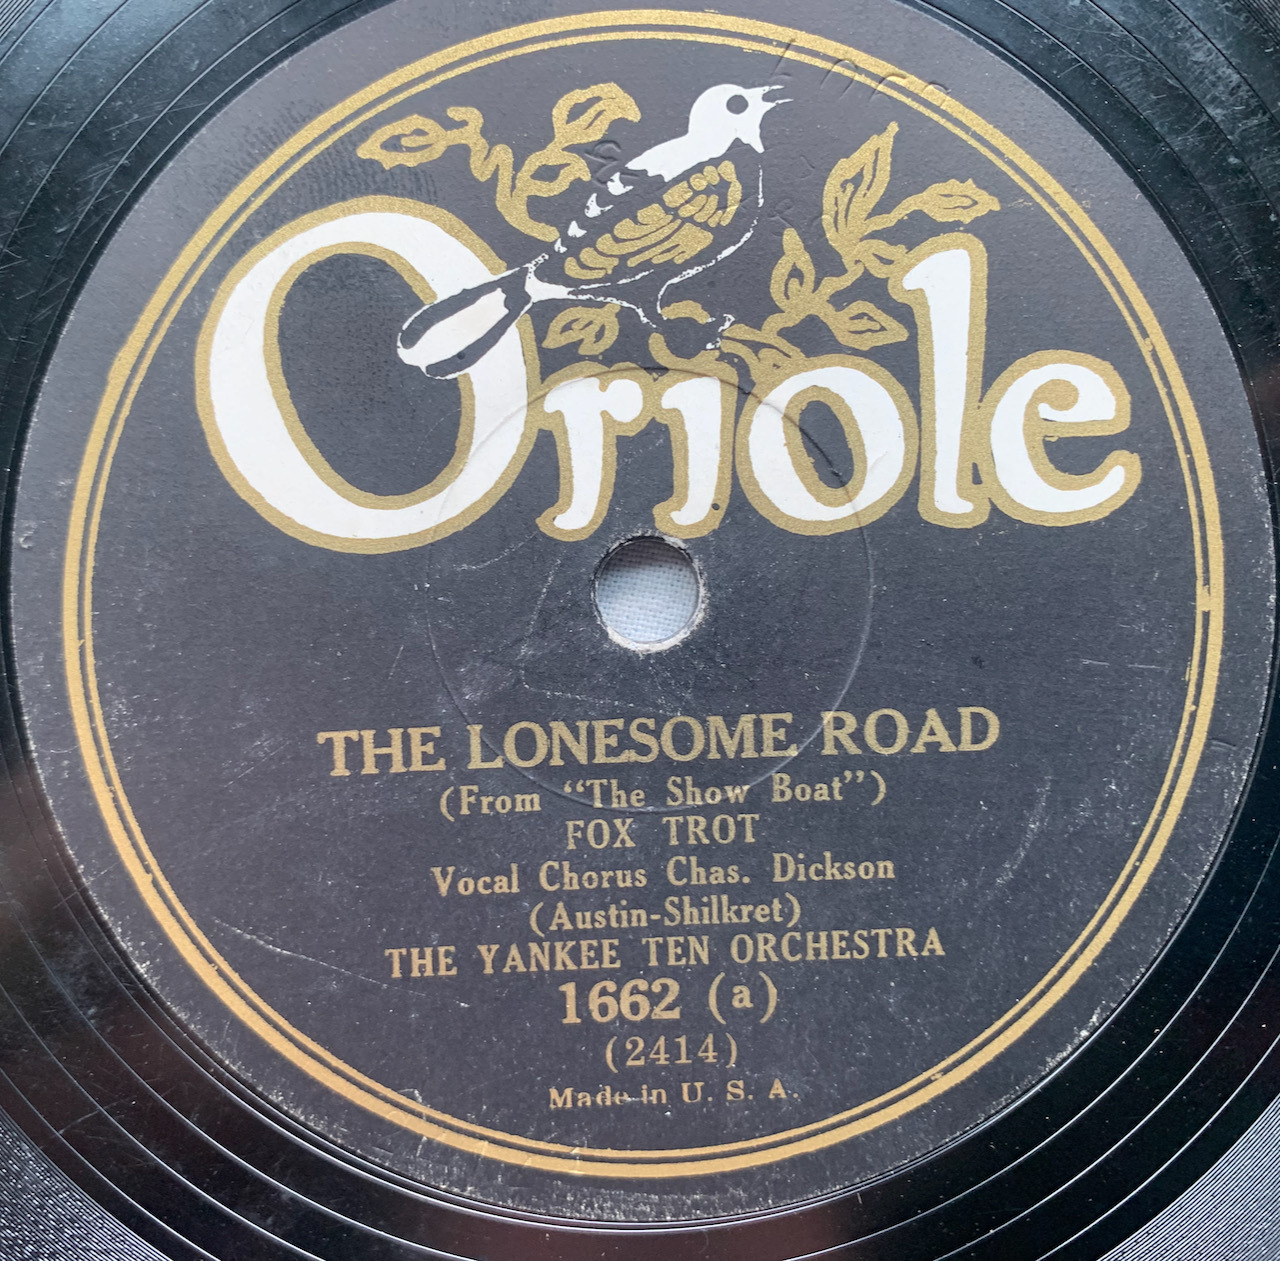 Oriole
THE LONESOME ROAD
(From "The Show Boat")
FOX TROT
Vocal Chorus Chas. Dickson
(Austin-Shilkret)
THE YANKEE TEN ORCHESTRA
1662 (a)
(2414)
Made in U. S. A.